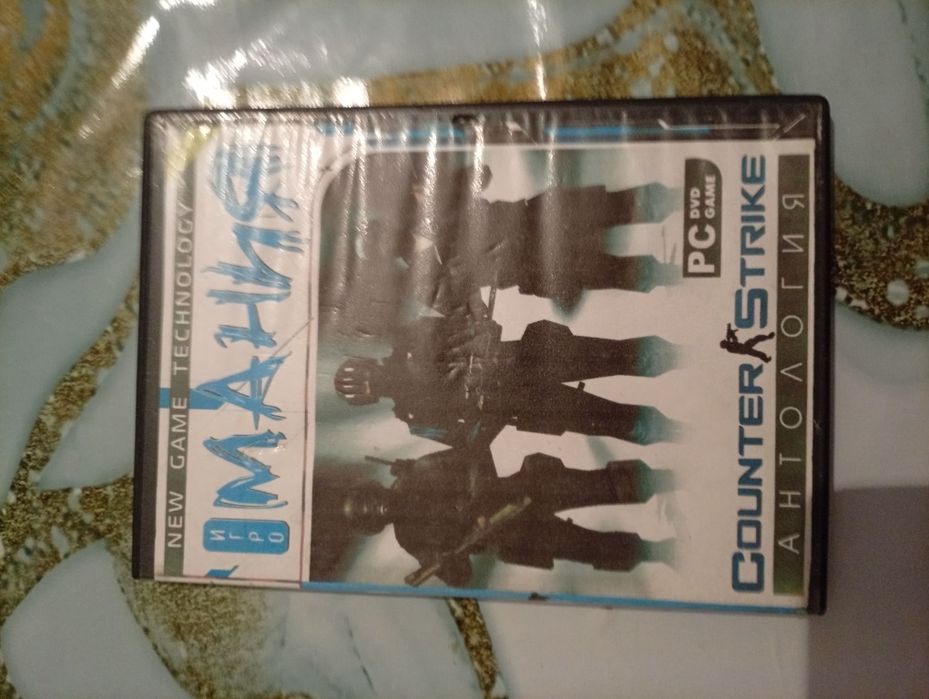 NEW GAME TECHNOLOGY
ИГРО
МАНИЯ
PC DVD
GAME
COUNTER STRIKE
АНТОЛОГИЯ